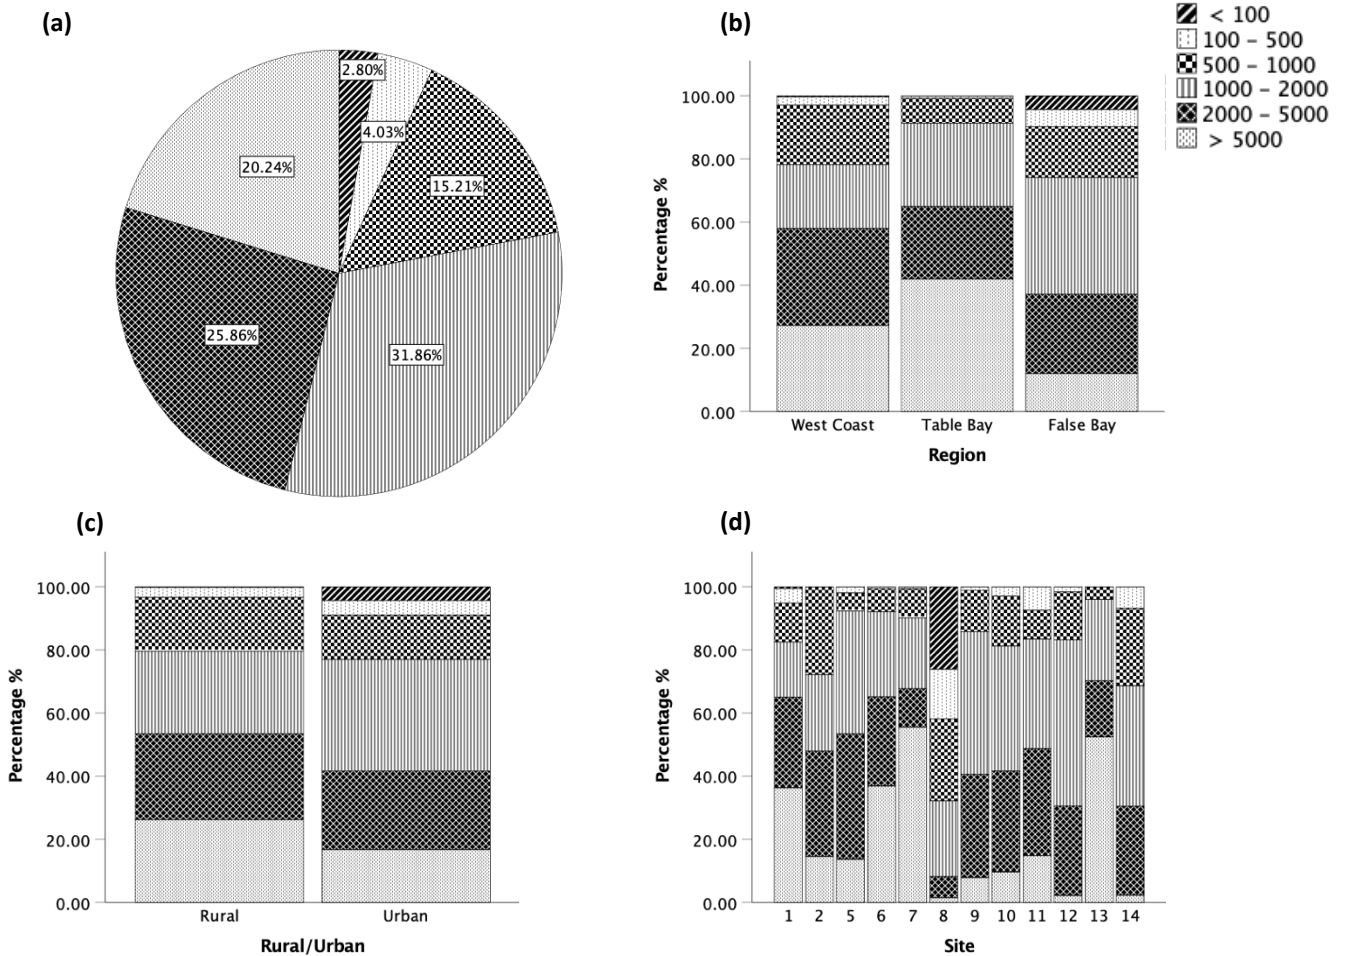 (a)
2.80%
4.03%
15.21%
20.24%
25.86%
31.86%
(b)
< 100
100 – 500
500 – 1000
1000 – 2000
2000 – 5000
> 5000
100.00
80.00
60.00
40.00
20.00
0.00
Percentage %
West Coast Table Bay False Bay
Region
(c)
100.00
80.00
60.00
40.00
20.00
0.00
Percentage %
Rural Urban
Rural/Urban
(d)
100.00
80.00
60.00
40.00
20.00
0.00
Percentage %
1 2 5 6 7 8 9 10 11 12 13 14
Site